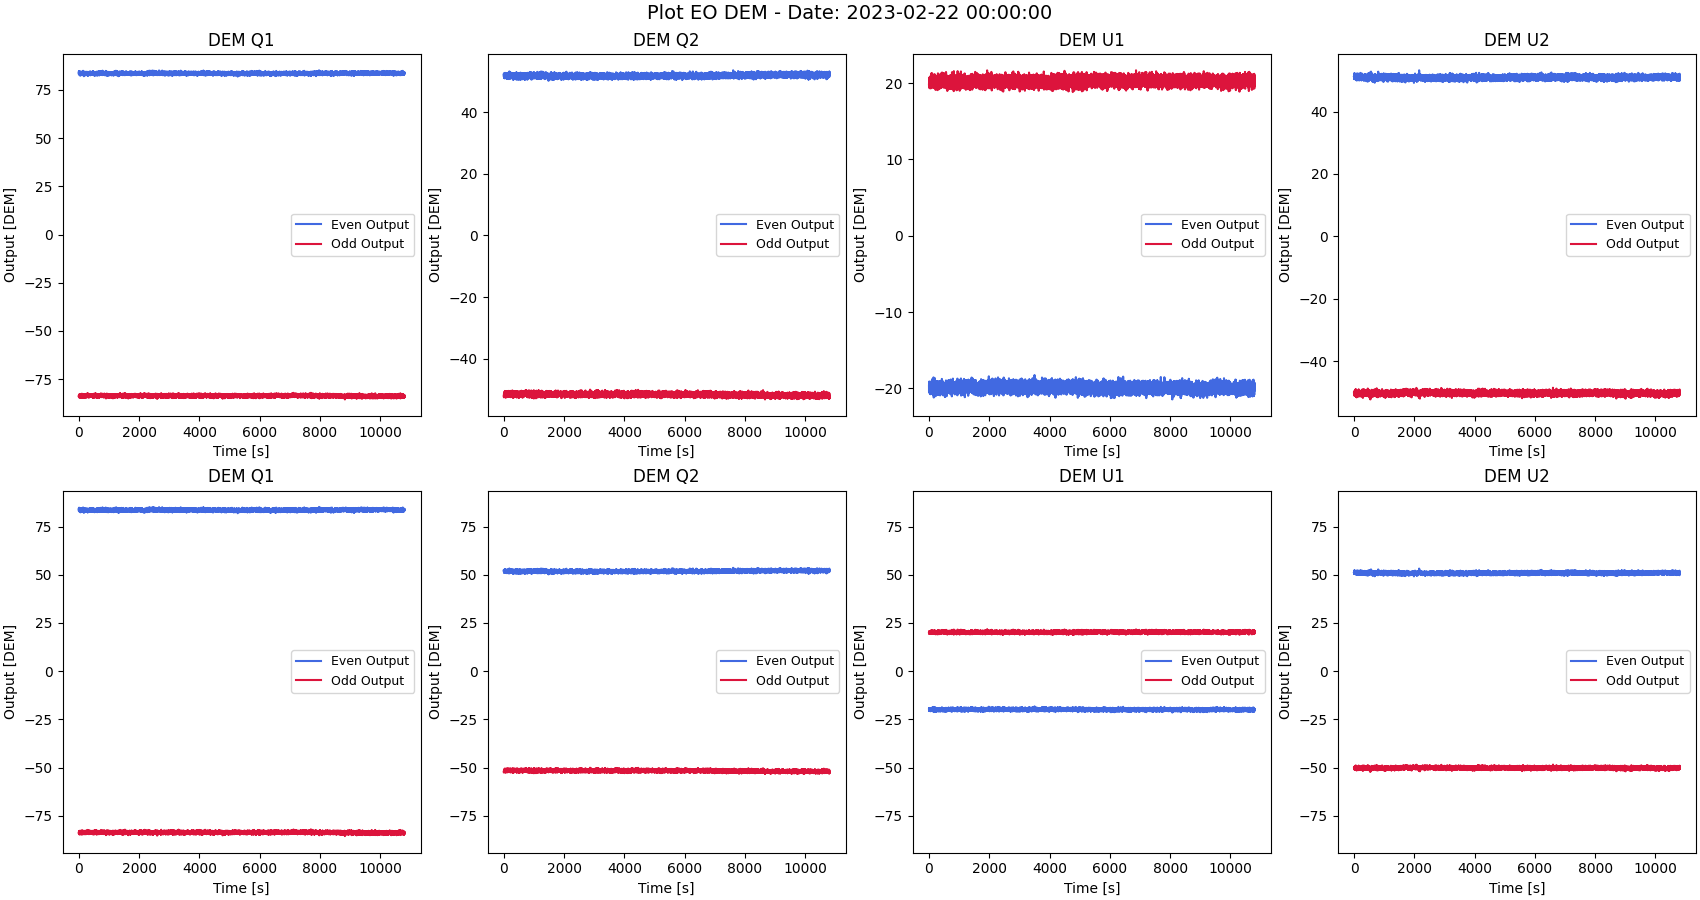 Plot EO DEM - Date: 2023-02-22 00:00:00
DEM Q1
DEM Q2
DEM U1
DEM U2
Output [DEM]
75
50
25
0
−25
−50
−75
Even Output
Odd Output
0 2000 4000 6000 8000 10000
Time [s]
Output [DEM]
40
20
0
−20
−40
Even Output
Odd Output
0 2000 4000 6000 8000 10000
Time [s]
Output [DEM]
20
10
0
−10
−20
Even Output
Odd Output
0 2000 4000 6000 8000 10000
Time [s]
Output [DEM]
40
20
0
−20
−40
Even Output
Odd Output
0 2000 4000 6000 8000 10000
Time [s]
DEM Q1
DEM Q2
DEM U1
DEM U2
Output [DEM]
75
50
25
0
−25
−50
−75
Even Output
Odd Output
0 2000 4000 6000 8000 10000
Time [s]
Output [DEM]
75
50
25
0
−25
−50
−75
Even Output
Odd Output
0 2000 4000 6000 8000 10000
Time [s]
Output [DEM]
75
50
25
0
−25
−50
−75
Even Output
Odd Output
0 2000 4000 6000 8000 10000
Time [s]
Output [DEM]
75
50
25
0
−25
−50
−75
Even Output
Odd Output
0 2000 4000 6000 8000 10000
Time [s]